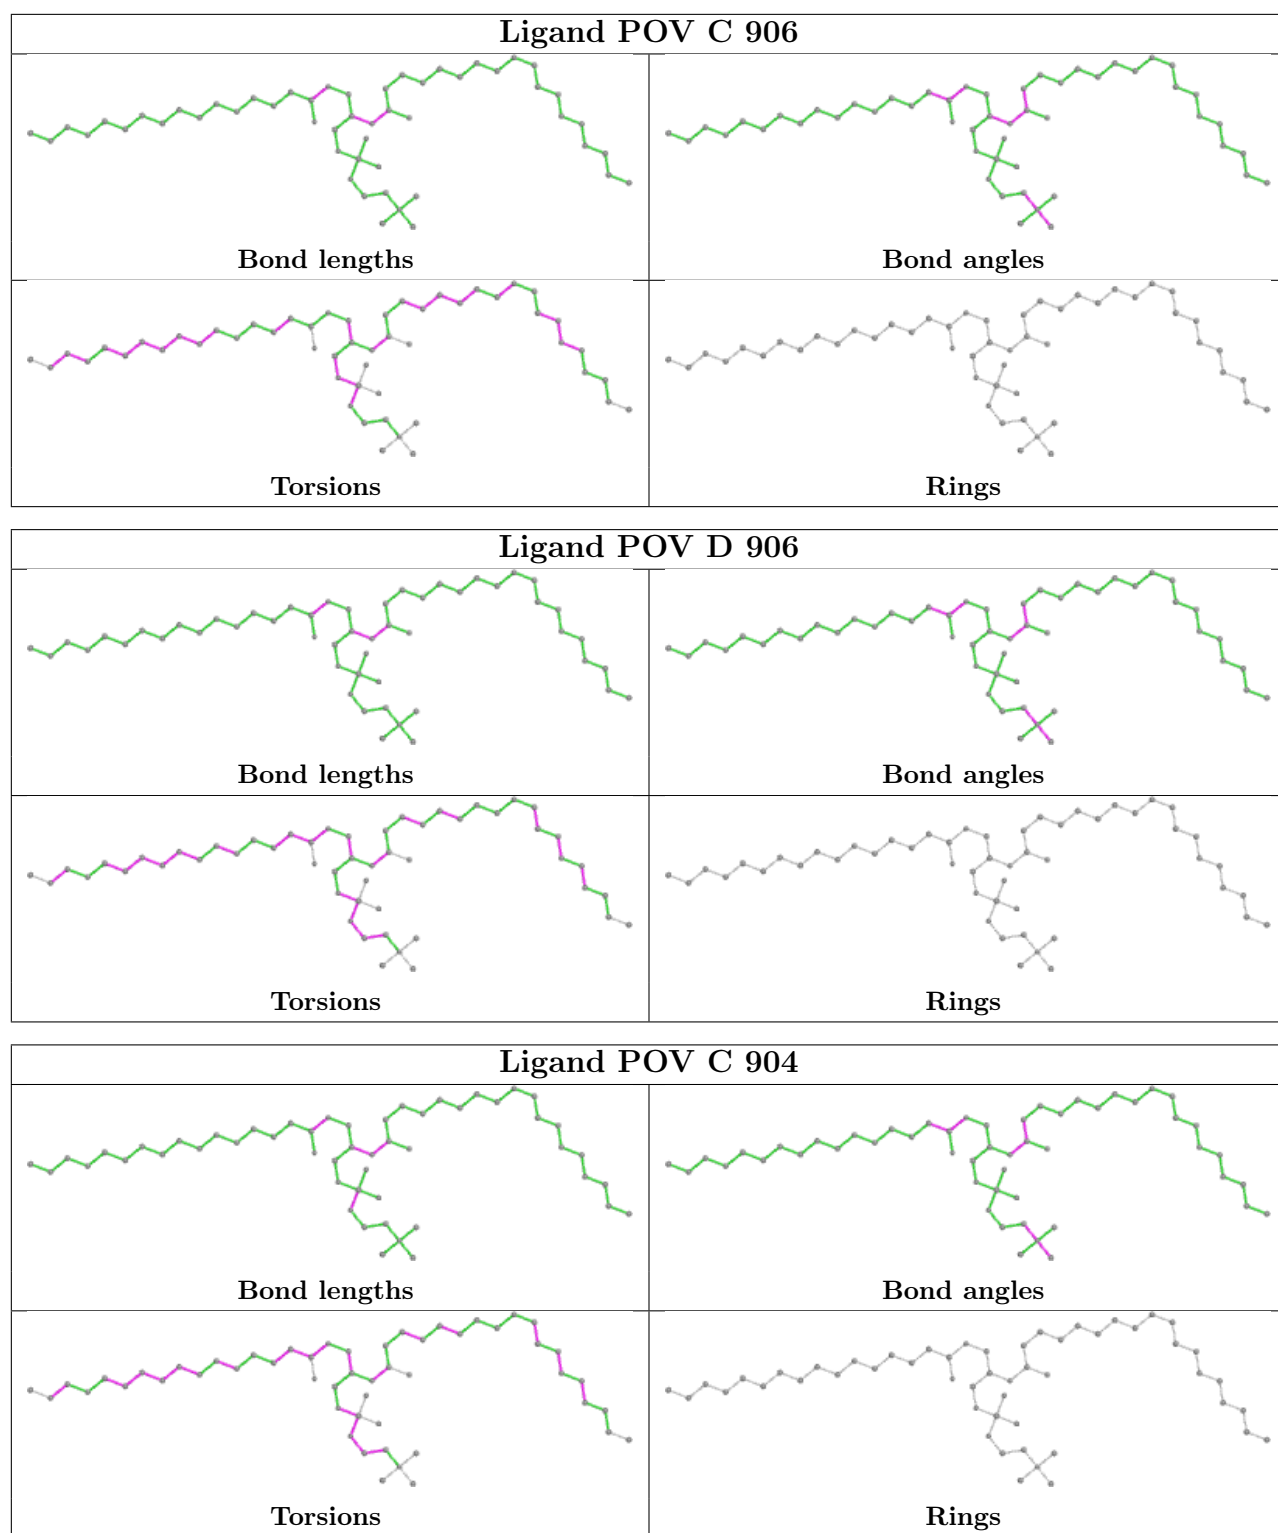 Ligand POV C 906
Bond lengths
Bond angles
Torsions
Rings
Ligand POV D 906
Bond lengths
Bond angles
Torsions
Rings
Ligand POV C 904
Bond lengths
Bond angles
Torsions
Rings